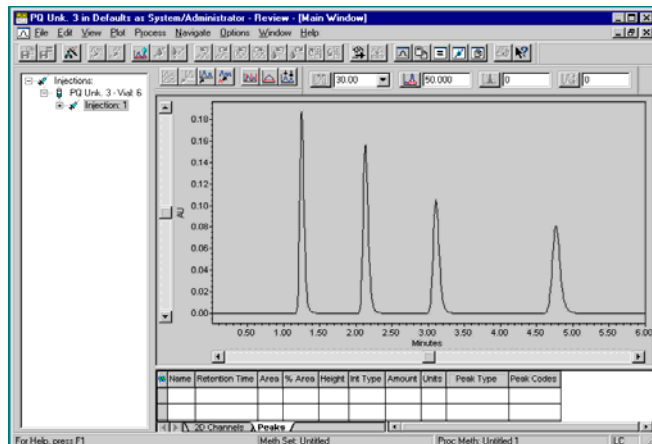 PQ Unk. 3 in Defaults as System/Administrator - Review - [Main Window]
File Edit View Plot Process Navigate Options Window Help
30.00 50.000 0 0
Injections:
PQ Unk. 3 - Vial: 6
Injection: 1
0.18
0.16
0.14
0.12
0.10
AU
0.08
0.06
0.04
0.02
0.00
0.50 1.00 1.50 2.00 2.50 3.00 3.50 4.00 4.50 5.00 5.50 6.00
Minutes
# Name Retention Time Area % Area Height Int Type Amount Units Peak Type Peak Codes
2D Channels Peaks
For Help, press F1 Meth Set: Untitled Proc Meth: Untitled 1 LC